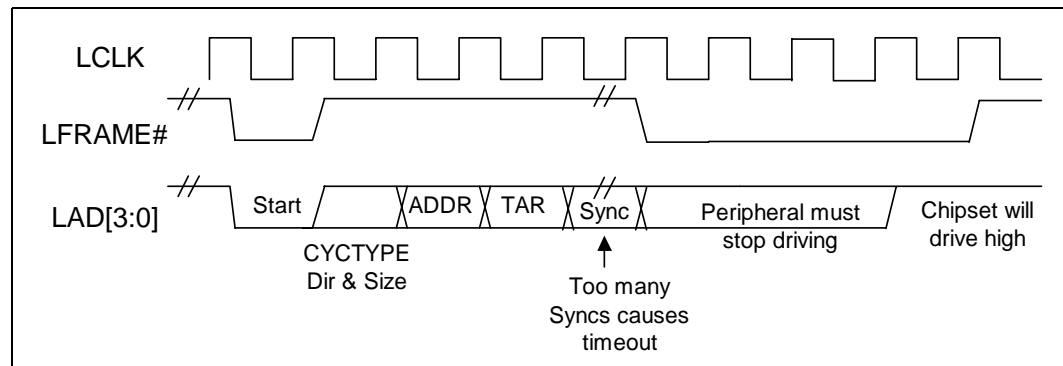 LCLK
LFRAME#
LAD[3:0]
Start
ADDR
TAR
Sync
Peripheral must
stop driving
Chipset will
drive high
CYCTYPE
Dir & Size
Too many
Syncs causes
timeout